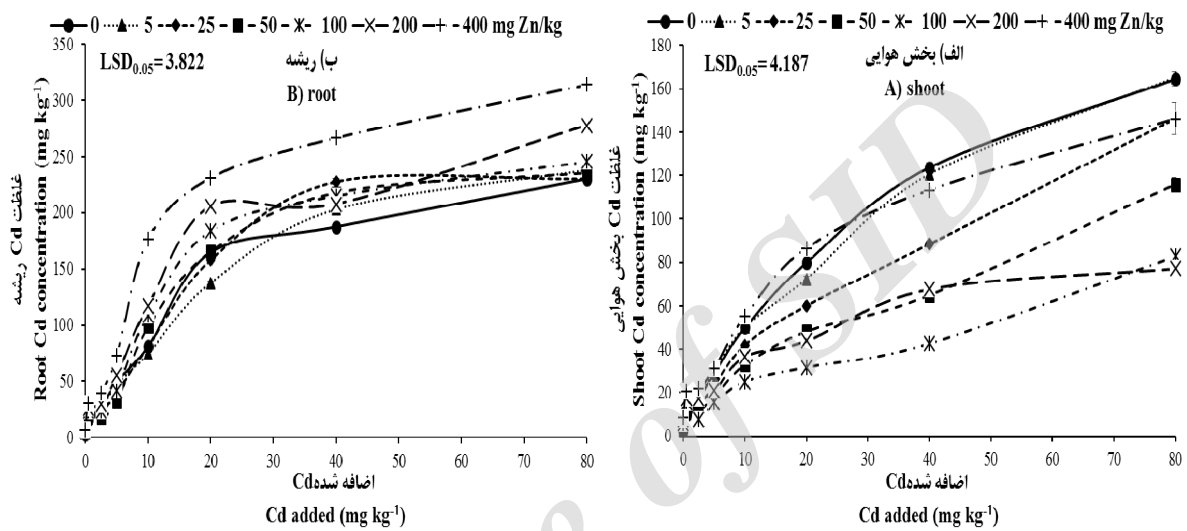 0 5 25 50 100 200 400 mg Zn/kg
LSD0.05=3.822
ب) ریشه
B) root
غلظت Cd ریشه
Root Cd concentration (mg kg-1)
350
300
250
200
150
100
50
0
0 10 20 30 40 50 60 70 80
Cd اضافه شده
Cd added (mg kg-1)
0 5 25 50 100 200 400 mg Zn/kg
LSD0.05=4.187
الف) بخش هوایی
A) shoot
غلظت Cd بخش هوایی
Shoot Cd concentration (mg kg-1)
180
160
140
120
100
80
60
40
20
0
0 10 20 30 40 50 60 70 80
Cd اضافه شده
Cd added (mg kg-1)
e of SID